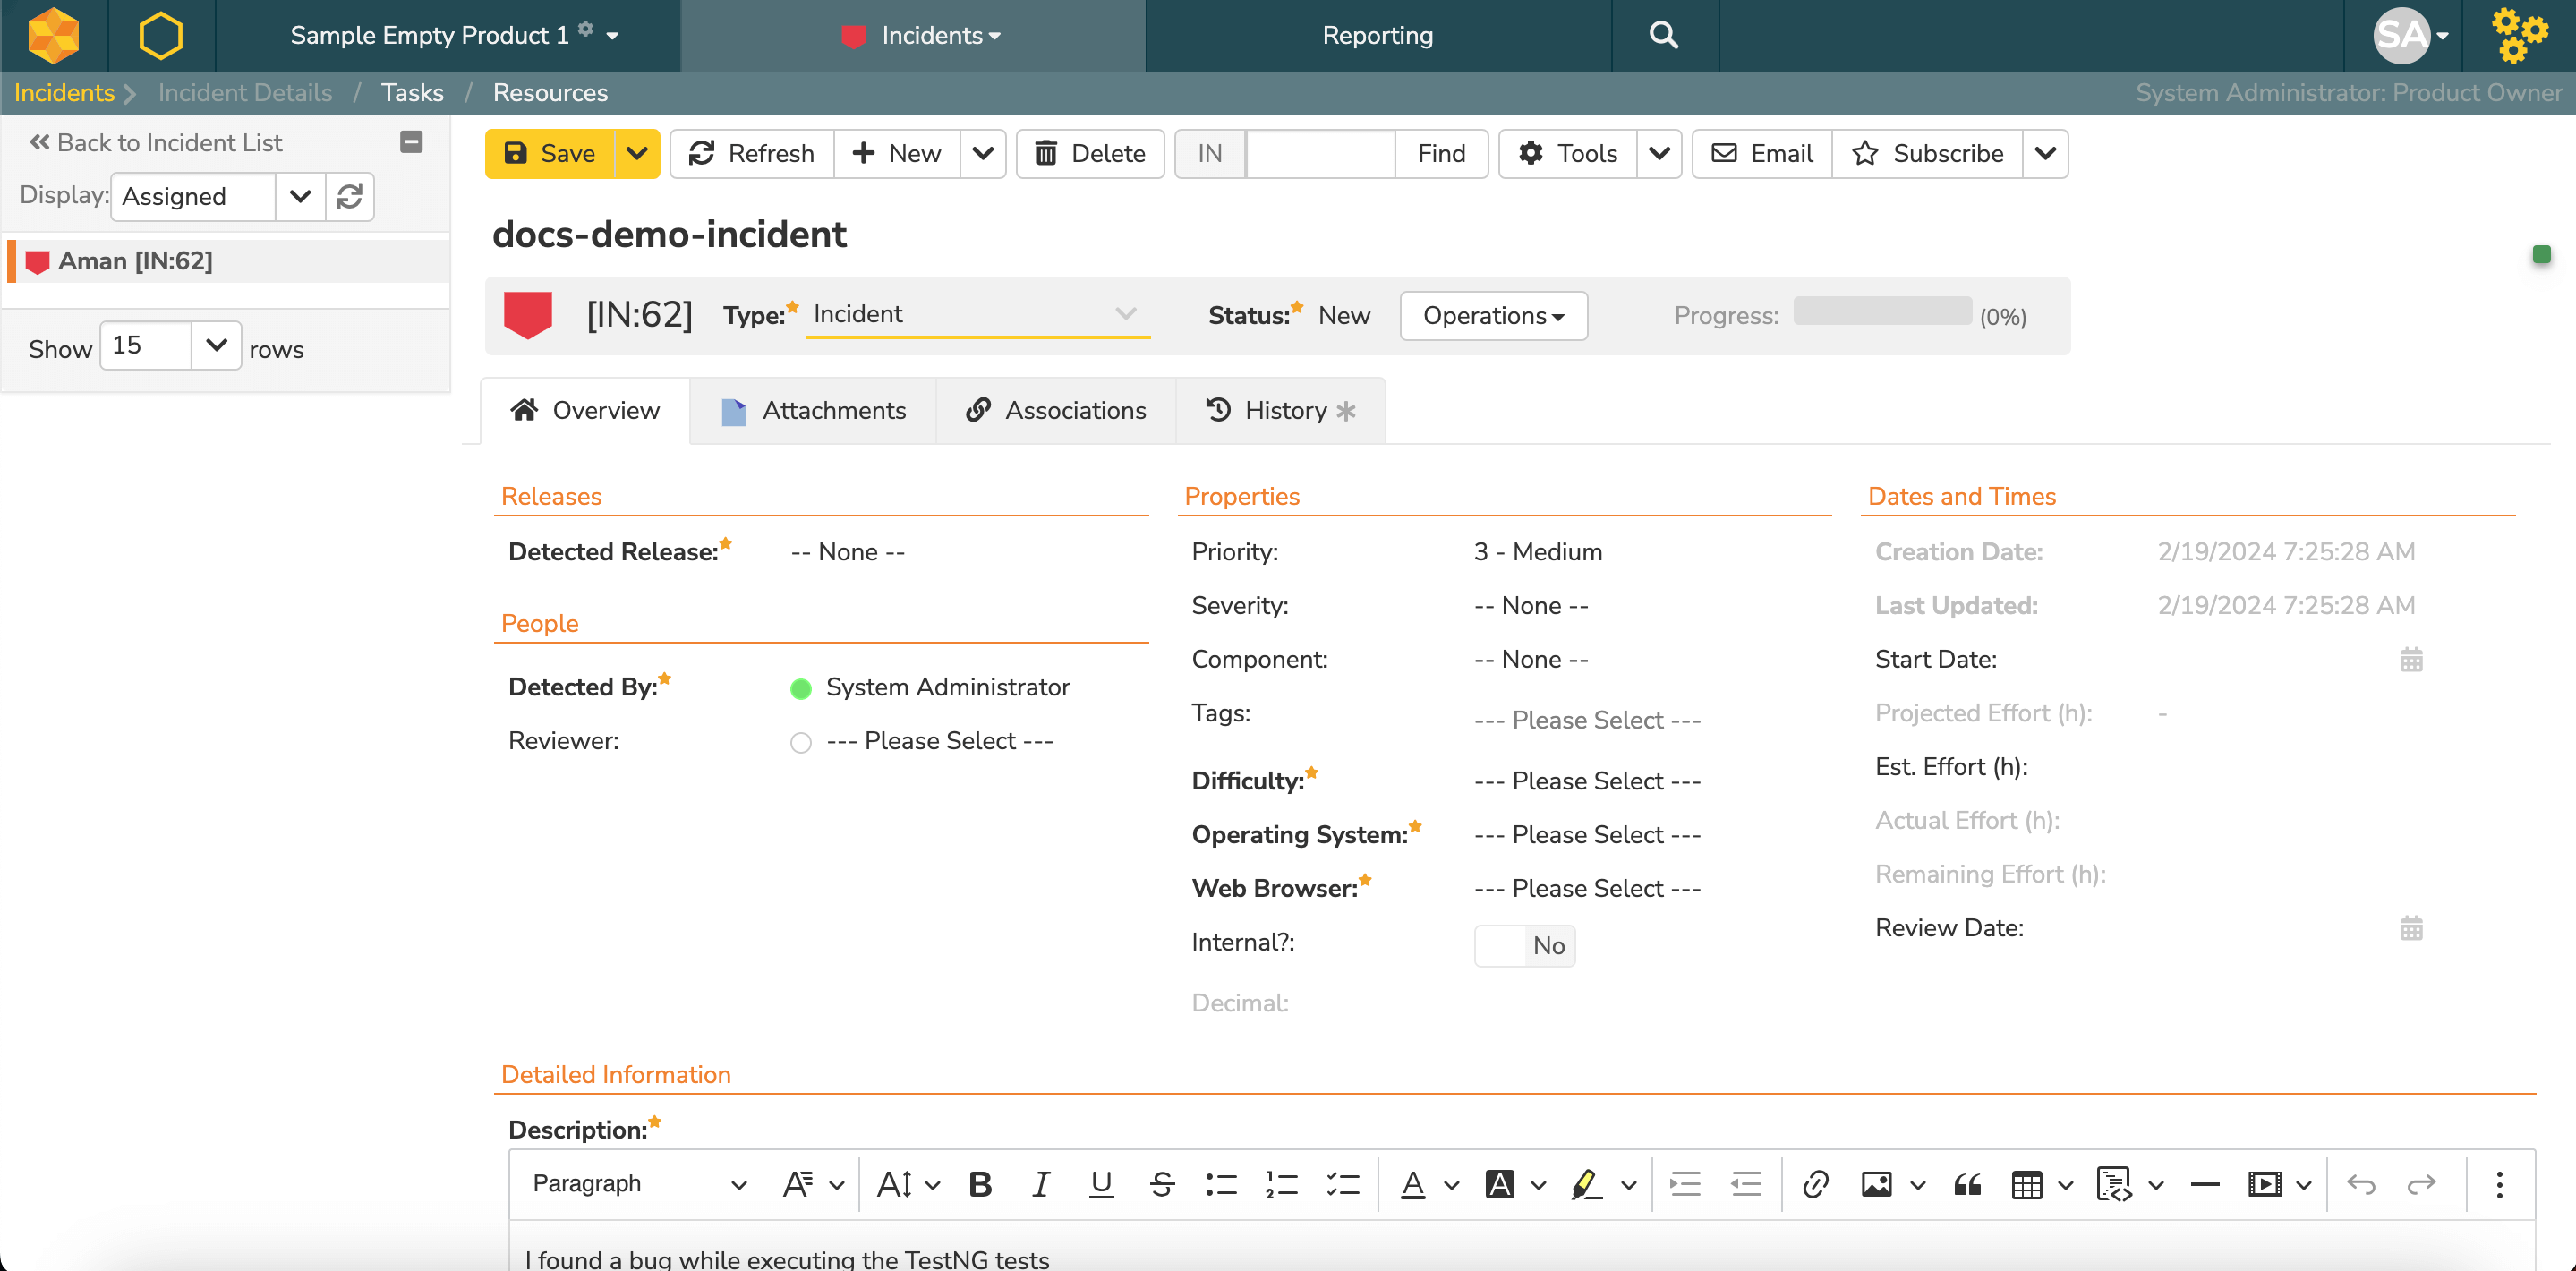 Sample Empty Product 1
Incidents
Reporting
SA
Incidents
Incident Details / Tasks / Resources
System Administrator: Product Owner
Back to Incident List
Display: Assigned
Aman [IN:62]
Show 15 rows
Save
Refresh
New
Delete
IN
Find
Tools
Email
Subscribe
docs-demo-incident
[IN:62]
Type: Incident
Status: New
Operations
Progress: (0%)
Overview
Attachments
Associations
History
Releases
Detected Release: -- None --
People
Detected By: System Administrator
Reviewer: --- Please Select ---
Properties
Priority: 3 - Medium
Severity: -- None --
Component: -- None --
Tags: --- Please Select ---
Difficulty: --- Please Select ---
Operating System: --- Please Select ---
Web Browser: --- Please Select ---
Internal?: No
Decimal:
Dates and Times
Creation Date: 2/19/2024 7:25:28 AM
Last Updated: 2/19/2024 7:25:28 AM
Start Date:
Projected Effort (h): -
Est. Effort (h):
Actual Effort (h):
Remaining Effort (h):
Review Date:
Detailed Information
Description:
Paragraph
I found a bug while executing the TestNG tests